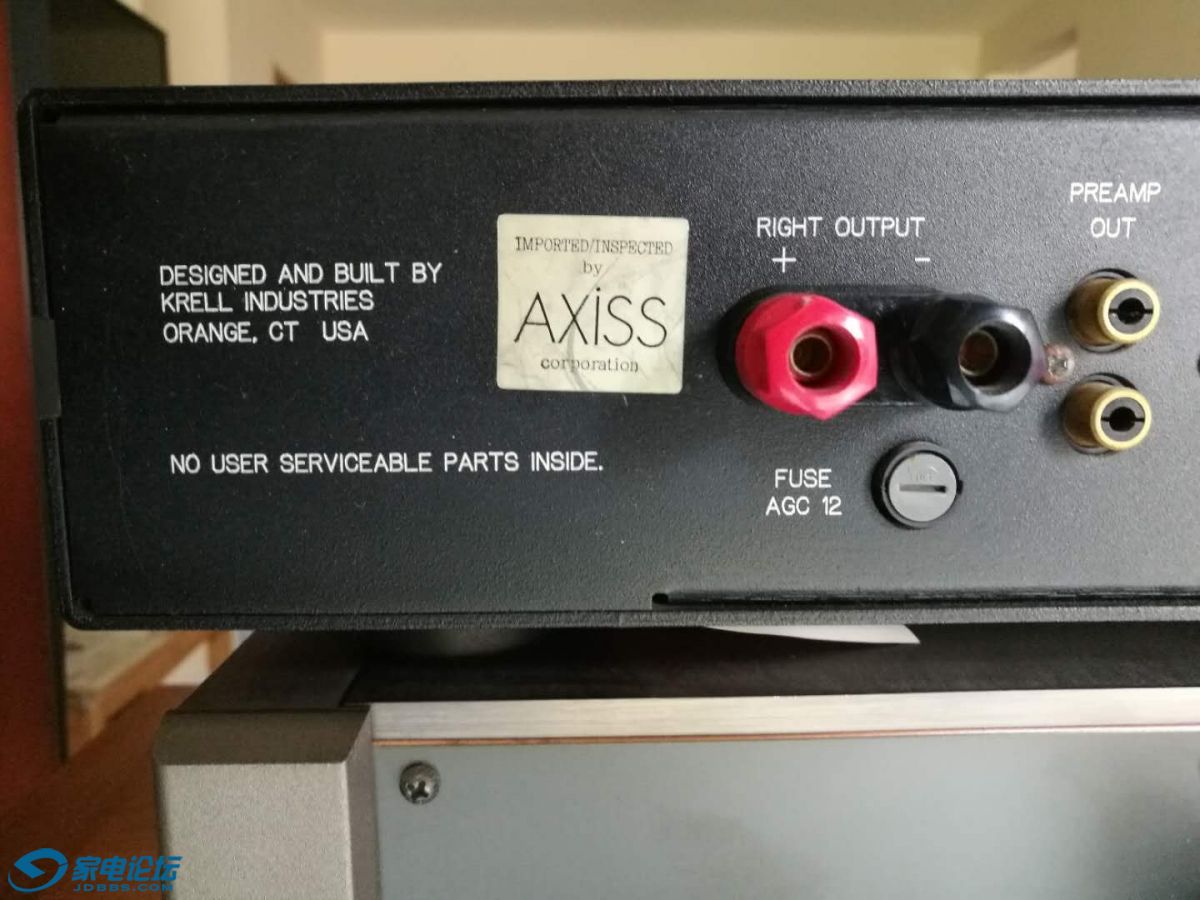 DESIGNED AND BUILT BY
KRELL INDUSTRIES
ORANGE, CT USA
NO USER SERVICEABLE PARTS INSIDE.
IMPORTED/INSPECTED
by
AXiSS
corporation
RIGHT OUTPUT
+ -
FUSE
AGC 12
PREAMP
OUT
家电论坛
JDBBS.COM